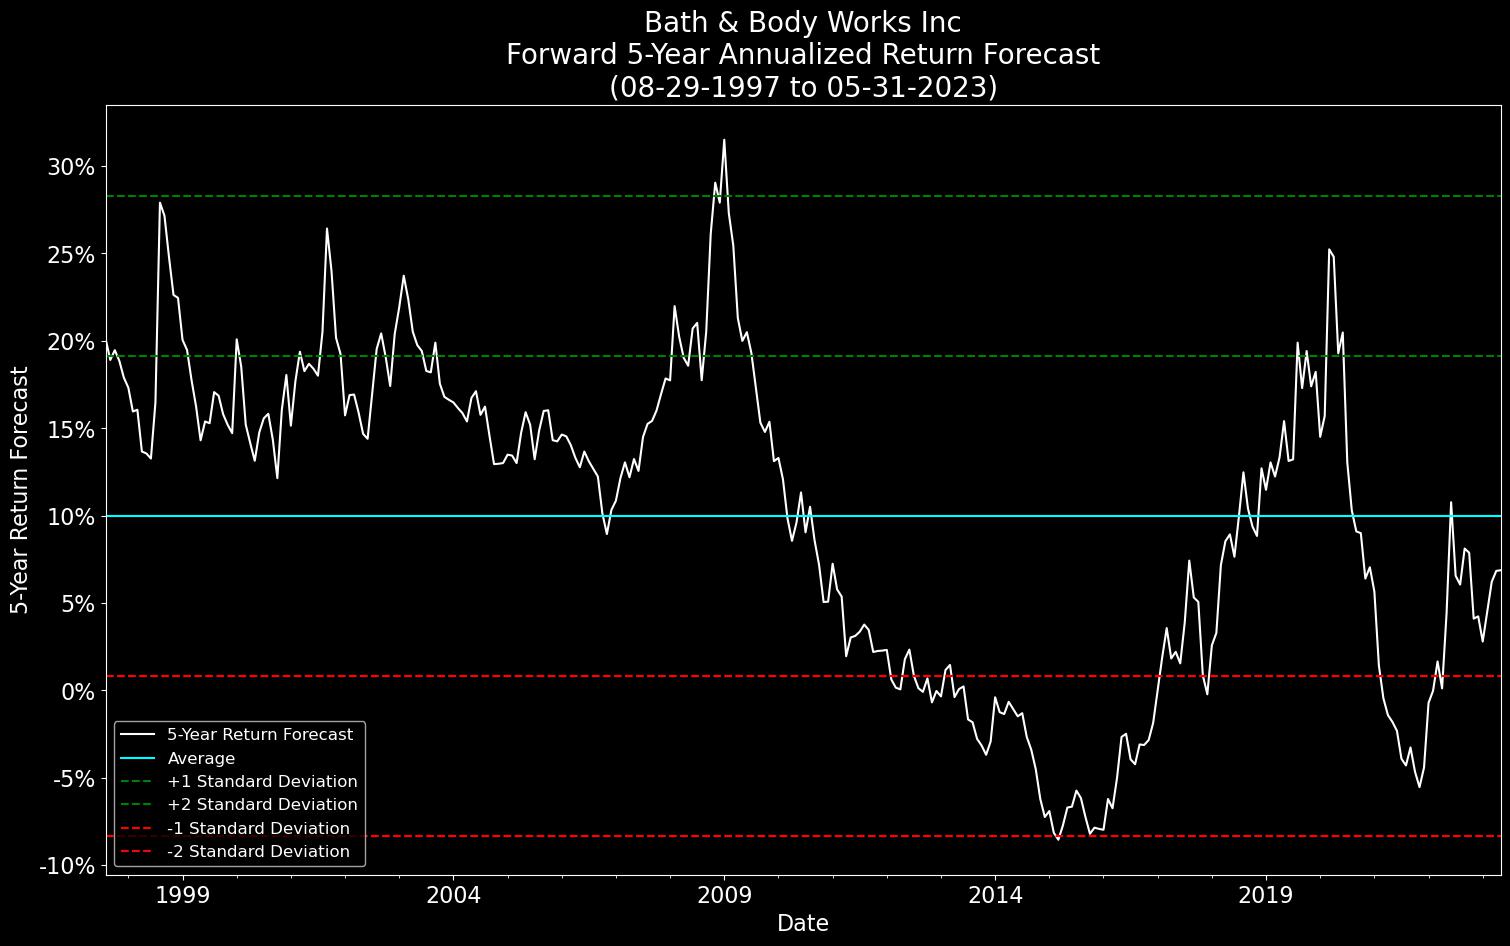 Bath & Body Works Inc
Forward 5-Year Annualized Return Forecast
(08-29-1997 to 05-31-2023)
5-Year Return Forecast
30%
25%
20%
15%
10%
5%
0%
-5%
-10%
5-Year Return Forecast
Average
+1 Standard Deviation
+2 Standard Deviation
-1 Standard Deviation
-2 Standard Deviation
1999 2004 2009 2014 2019
Date